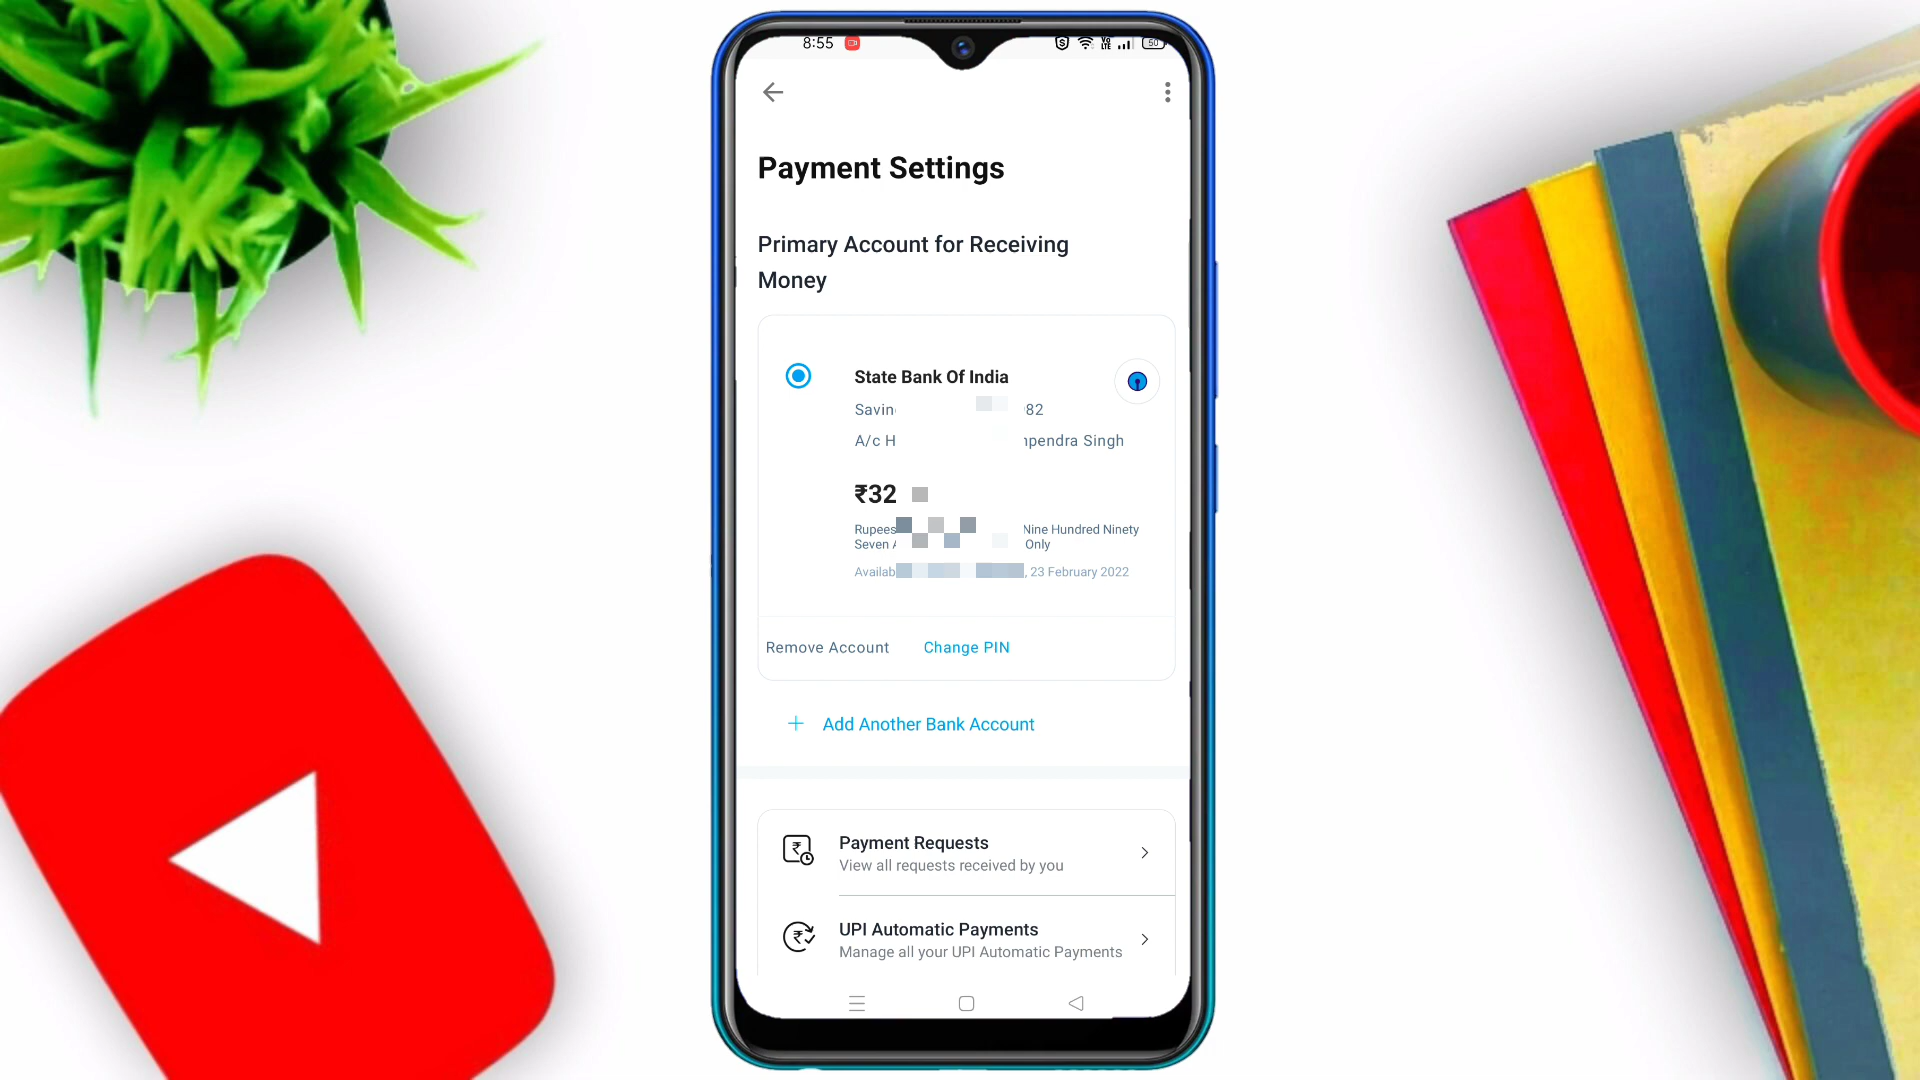 8:55
50
Payment Settings
Primary Account for Receiving
Money
State Bank Of India
82
A/c H Singh
₹32
Rupees Nine Hundred Ninety
Seven Only
, 23 February 2022
Remove Account Change PIN
+ Add Another Bank Account
Payment Requests
View all requests received by you
UPI Automatic Payments
Manage all your UPI Automatic Payments